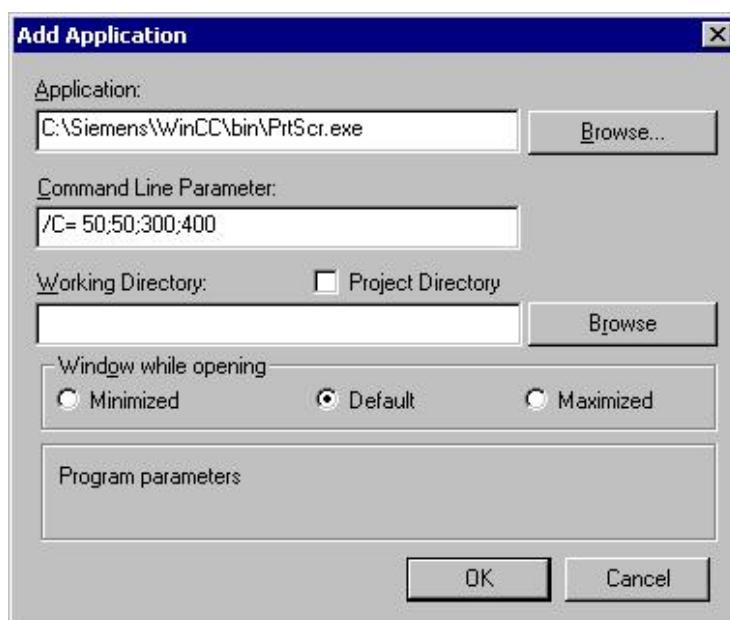 Add Application
Application:
C:\Siemens\WinCC\bin\PrtScr.exe
Browse...
Command Line Parameter:
/C= 50;50;300;400
Working Directory:
Project Directory
Browse
Window while opening
Minimized
Default
Maximized
Program parameters
OK
Cancel